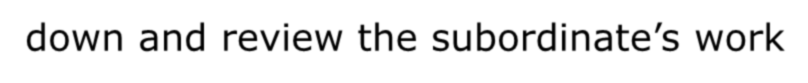 down and review the subordinate’s work